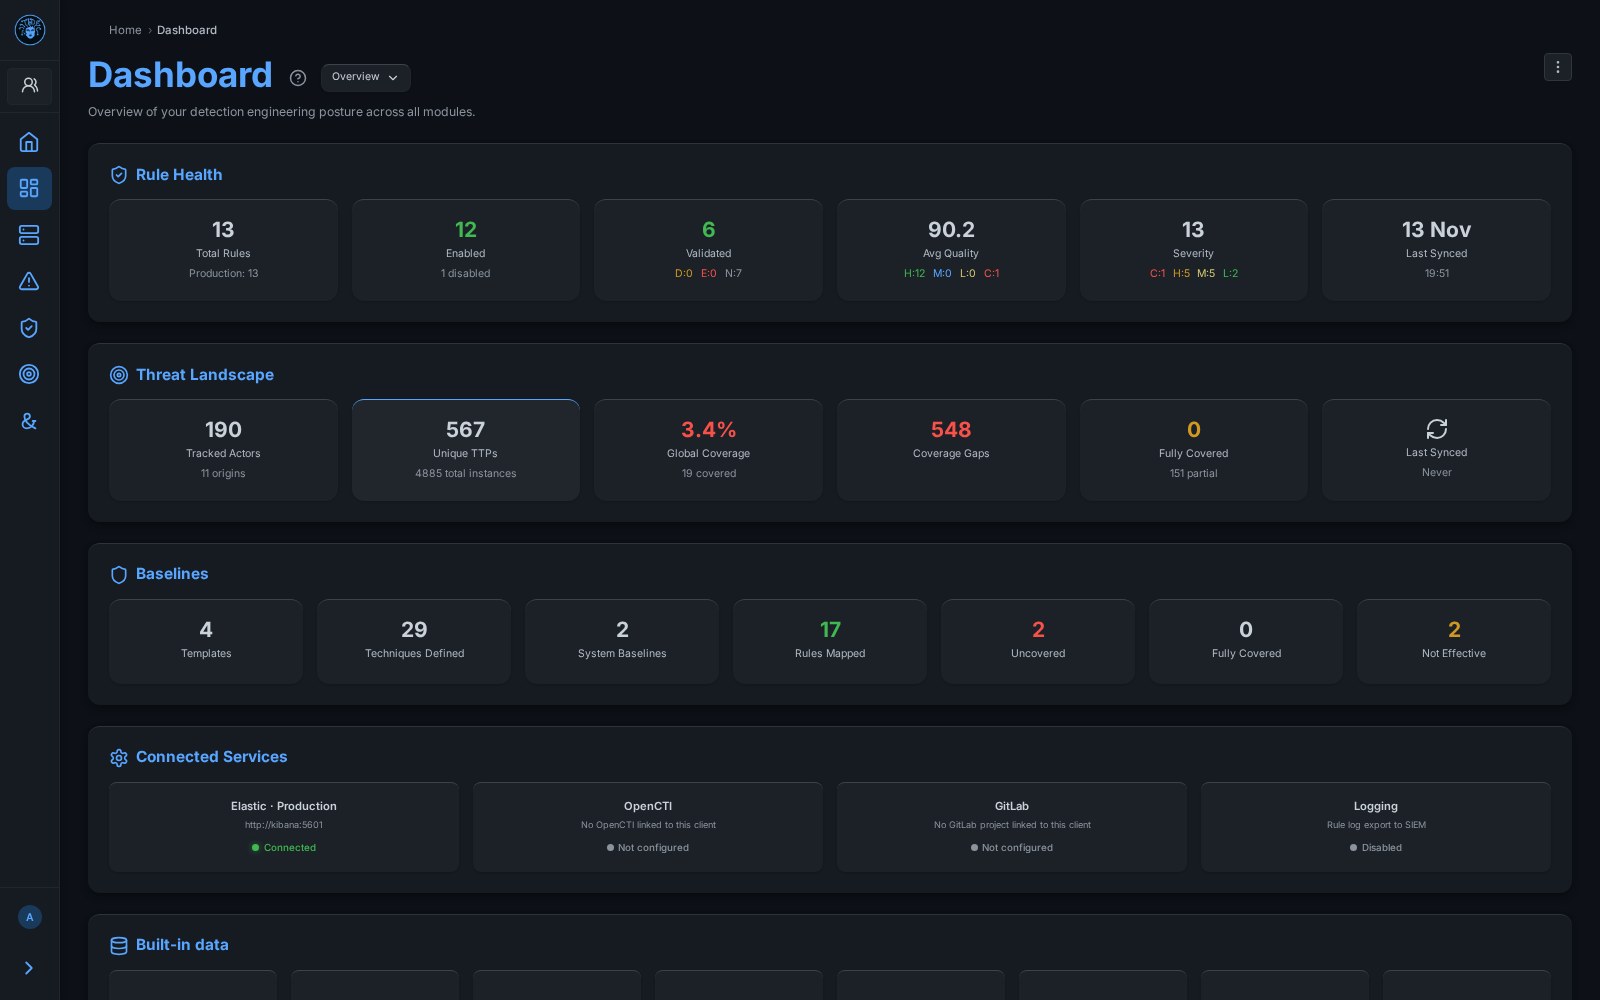 Home › Dashboard
Dashboard
Overview
Overview of your detection engineering posture across all modules.
Rule Health
13
Total Rules
Production: 13
12
Enabled
1 disabled
6
Validated
D:0 E:0 N:7
90.2
Avg Quality
H:12 M:0 L:0 C:1
13
Severity
C:1 H:5 M:5 L:2
13 Nov
Last Synced
19:51
Threat Landscape
190
Tracked Actors
11 origins
567
Unique TTPs
4885 total instances
3.4%
Global Coverage
19 covered
548
Coverage Gaps
0
Fully Covered
151 partial
Last Synced
Never
Baselines
4
Templates
29
Techniques Defined
2
System Baselines
17
Rules Mapped
2
Uncovered
0
Fully Covered
2
Not Effective
Connected Services
Elastic · Production
http://kibana:5601
Connected
OpenCTI
No OpenCTI linked to this client
Not configured
GitLab
No GitLab project linked to this client
Not configured
Logging
Rule log export to SIEM
Disabled
A
Built-in data